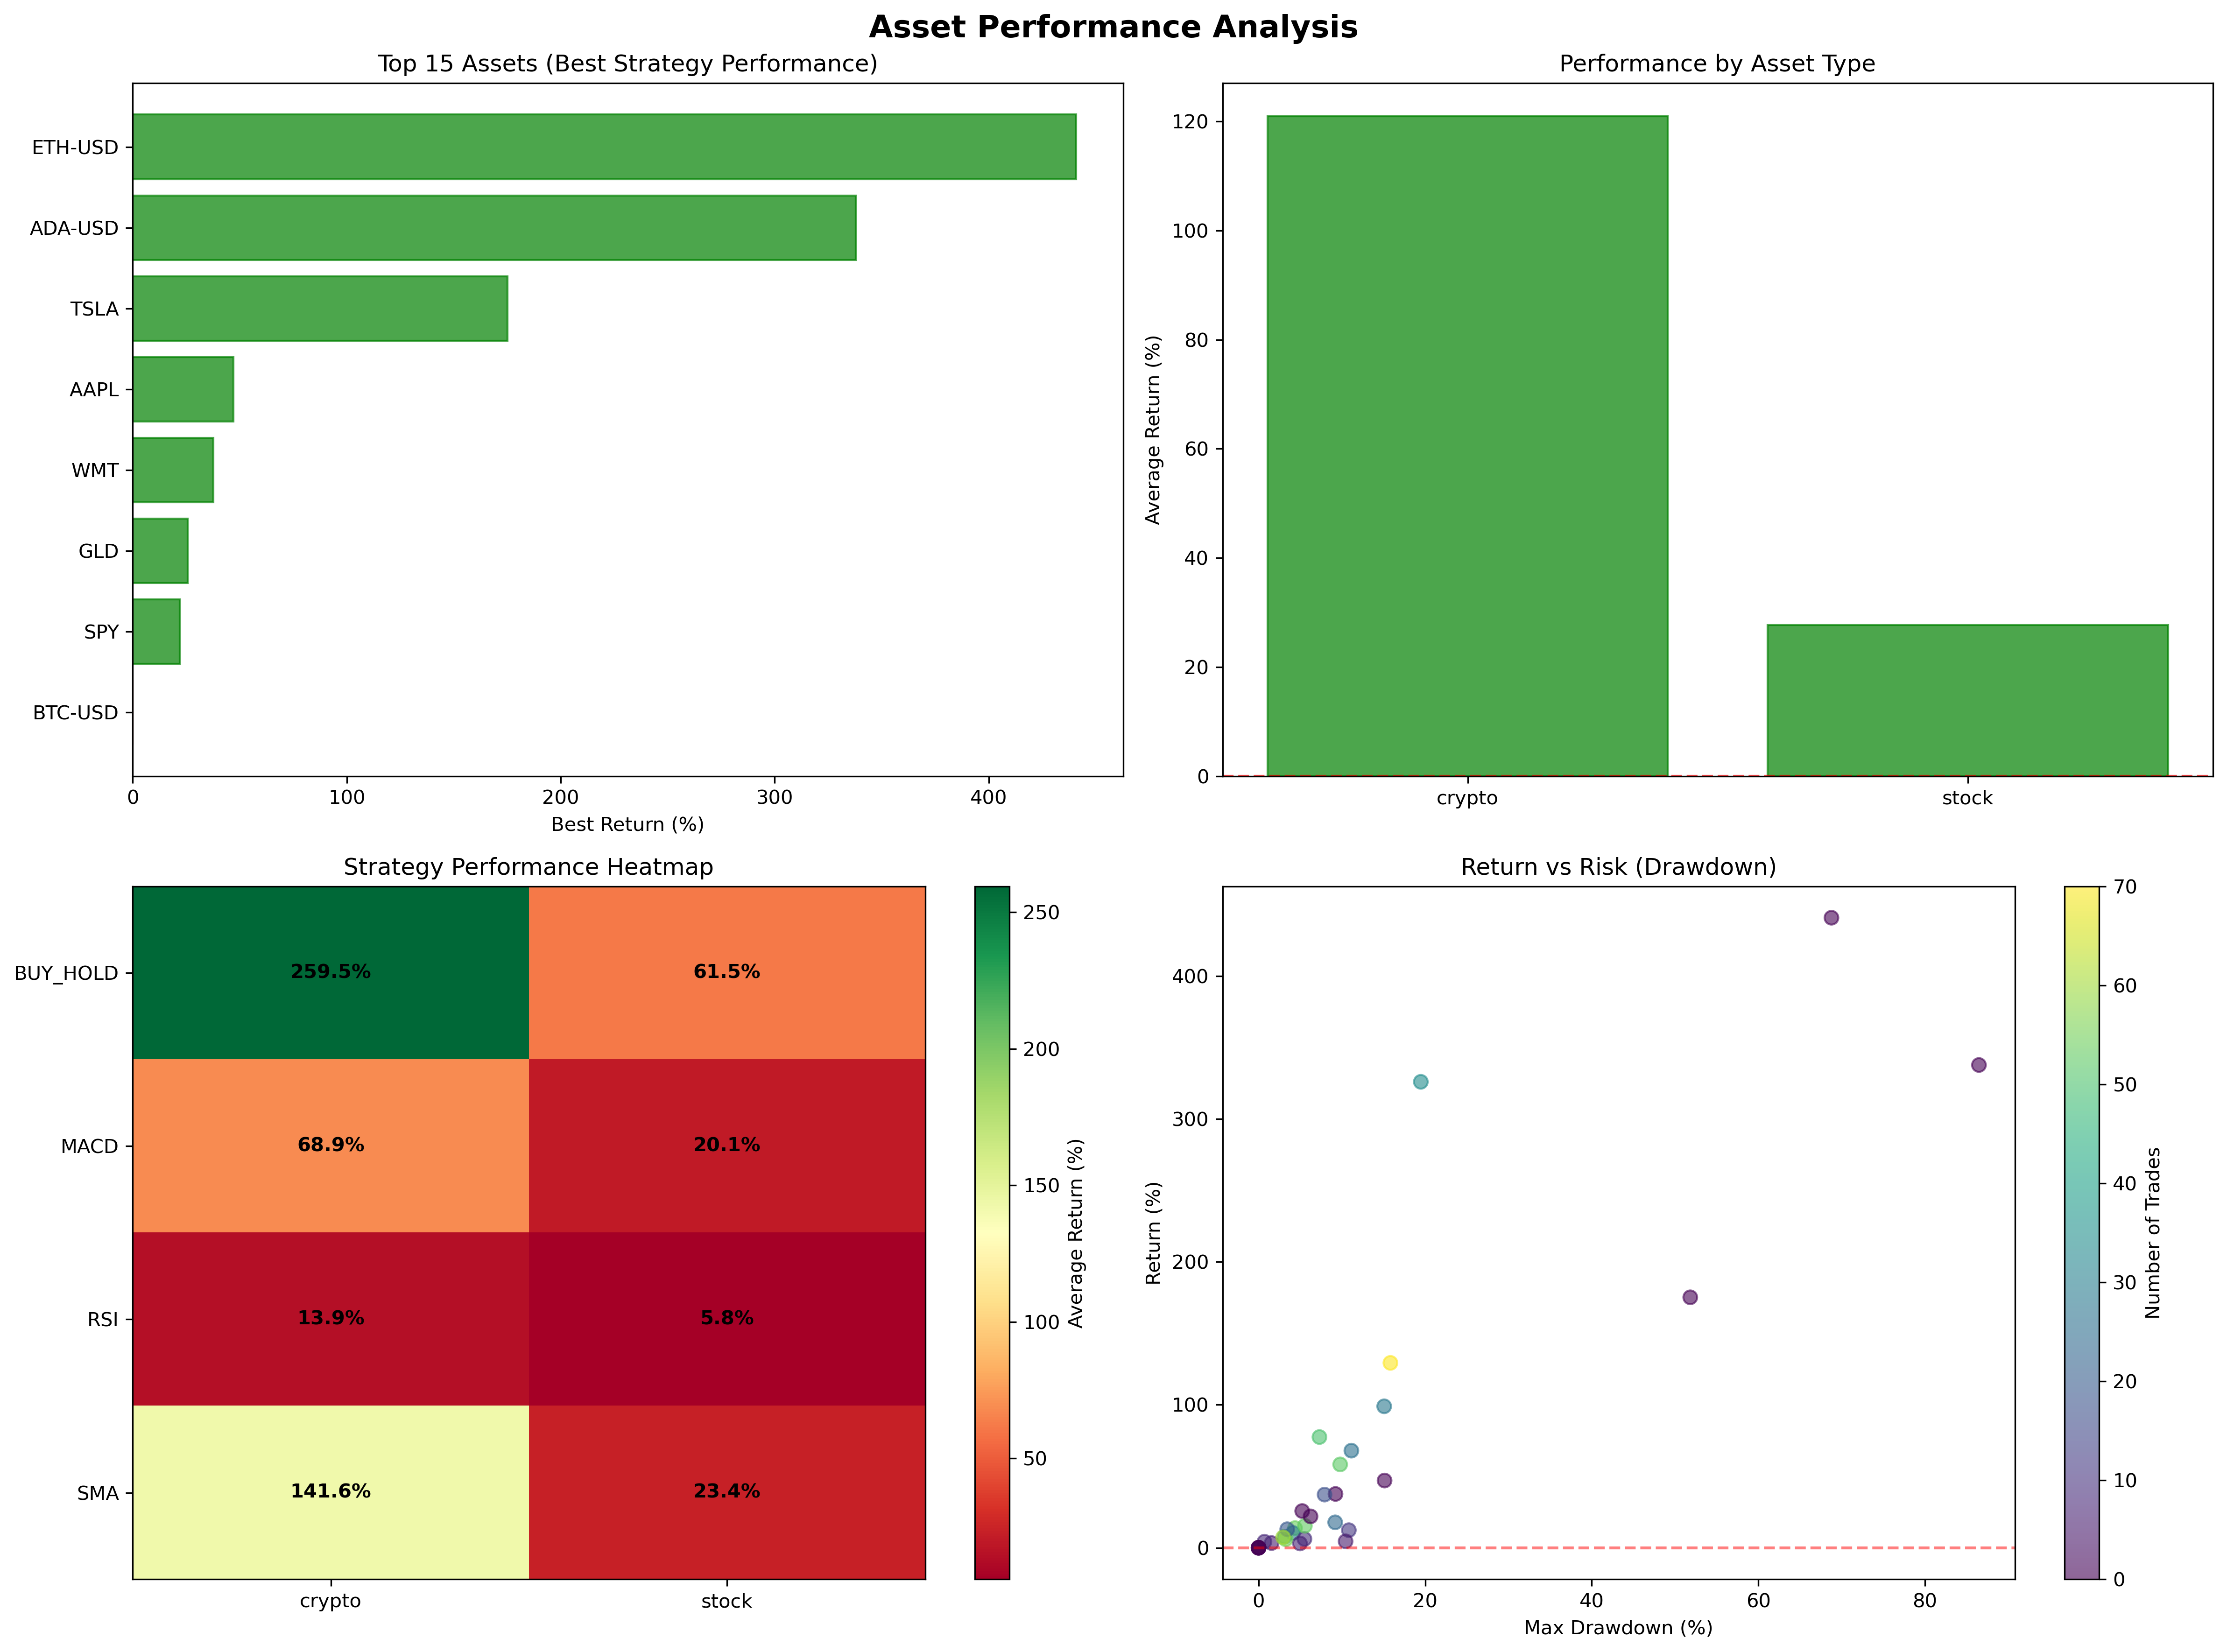 Asset Performance Analysis
Top 15 Assets (Best Strategy Performance)
ETH-USD
ADA-USD
TSLA
AAPL
WMT
GLD
SPY
BTC-USD
0 100 200 300 400
Best Return (%)
Performance by Asset Type
Average Return (%)
120
100
80
60
40
20
0
crypto stock
Strategy Performance Heatmap
BUY_HOLD 259.5% 61.5%
MACD 68.9% 20.1%
RSI 13.9% 5.8%
SMA 141.6% 23.4%
crypto stock
250
200
150
100
50
Average Return (%)
Return vs Risk (Drawdown)
Return (%)
400
300
200
100
0
0 20 40 60 80
Max Drawdown (%)
70
60
50
40
30
20
10
0
Number of Trades